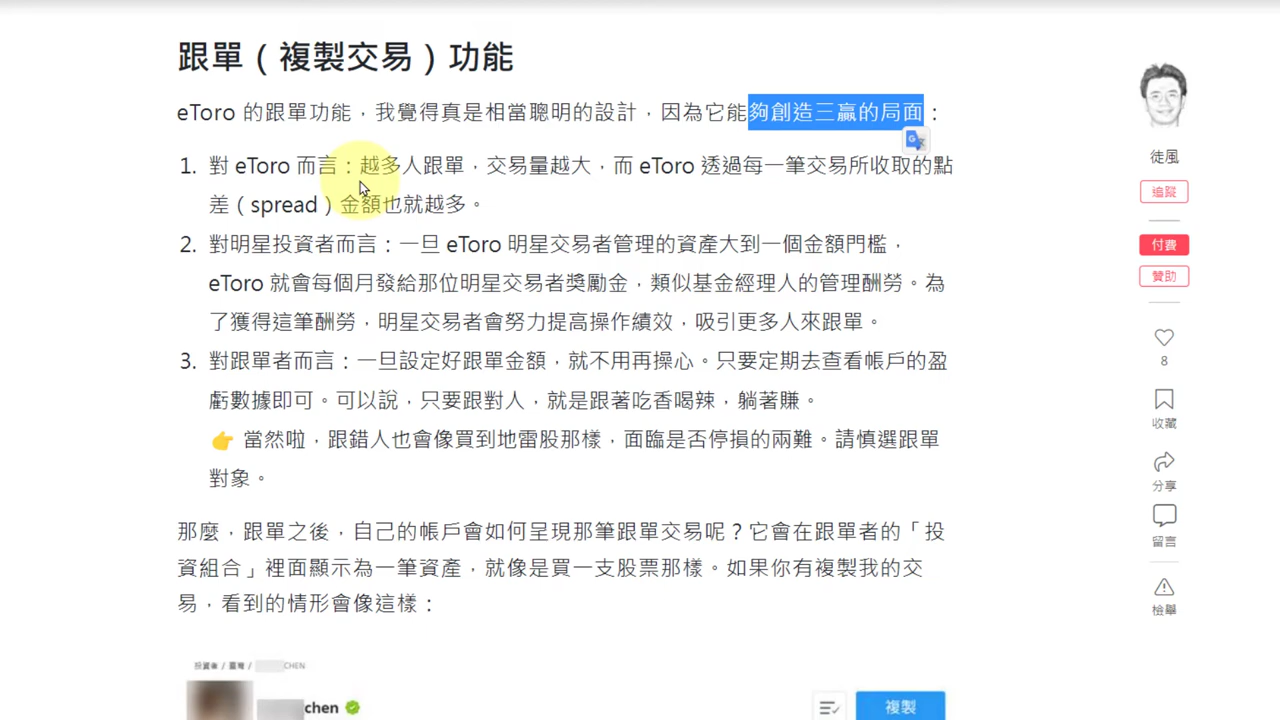 跟單（複製交易）功能
eToro 的跟單功能，我覺得真是相當聰明的設計，因為它能夠創造三贏的局面：
1. 對 eToro 而言：越多人跟單，交易量越大，而 eToro 透過每一筆交易所收取的點
差（spread）金額也就越多。
2. 對明星投資者而言：一旦 eToro 明星交易者管理的資產大到一個金額門檻，
eToro 就會每個月發給那位明星交易者獎勵金，類似基金經理人的管理酬勞。為
了獲得這筆酬勞，明星交易者會努力提高操作績效，吸引更多人來跟單。
3. 對跟單者而言：一旦設定好跟單金額，就不用再操心。只要定期去查看帳戶的盈
虧數據即可。可以說，只要跟對人，就是跟著吃香喝辣，躺著賺。
👉 當然啦，跟錯人也會像買到地雷股那樣，面臨是否停損的兩難。請慎選跟單
對象。
那麼，跟單之後，自己的帳戶會如何呈現那筆跟單交易呢？它會在跟單者的「投
資組合」裡面顯示為一筆資產，就像是買一支股票那樣。如果你有複製我的交
易，看到的情形會像這樣：
投資者 / 臺灣 / CHEN
chen
複製
徒風
追蹤
付費
贊助
8
收藏
分享
留言
檢舉